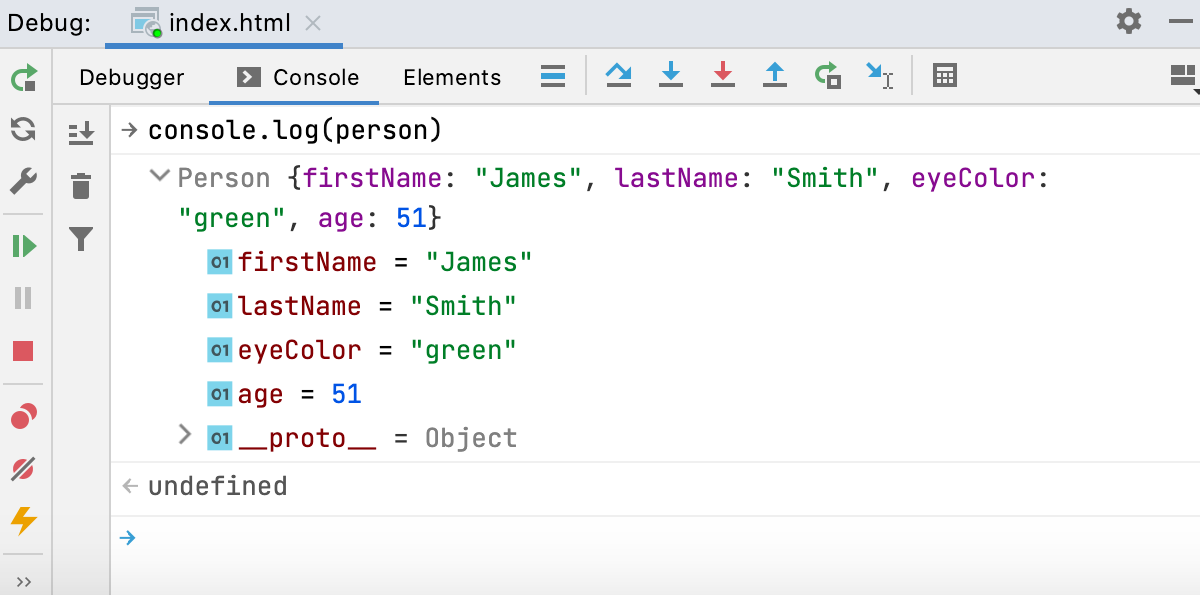 Debug: index.html
Debugger Console Elements
console.log(person)
Person {firstName: "James", lastName: "Smith", eyeColor:
"green", age: 51}
01 firstName = "James"
01 lastName = "Smith"
01 eyeColor = "green"
01 age = 51
01 __proto__ = Object
undefined